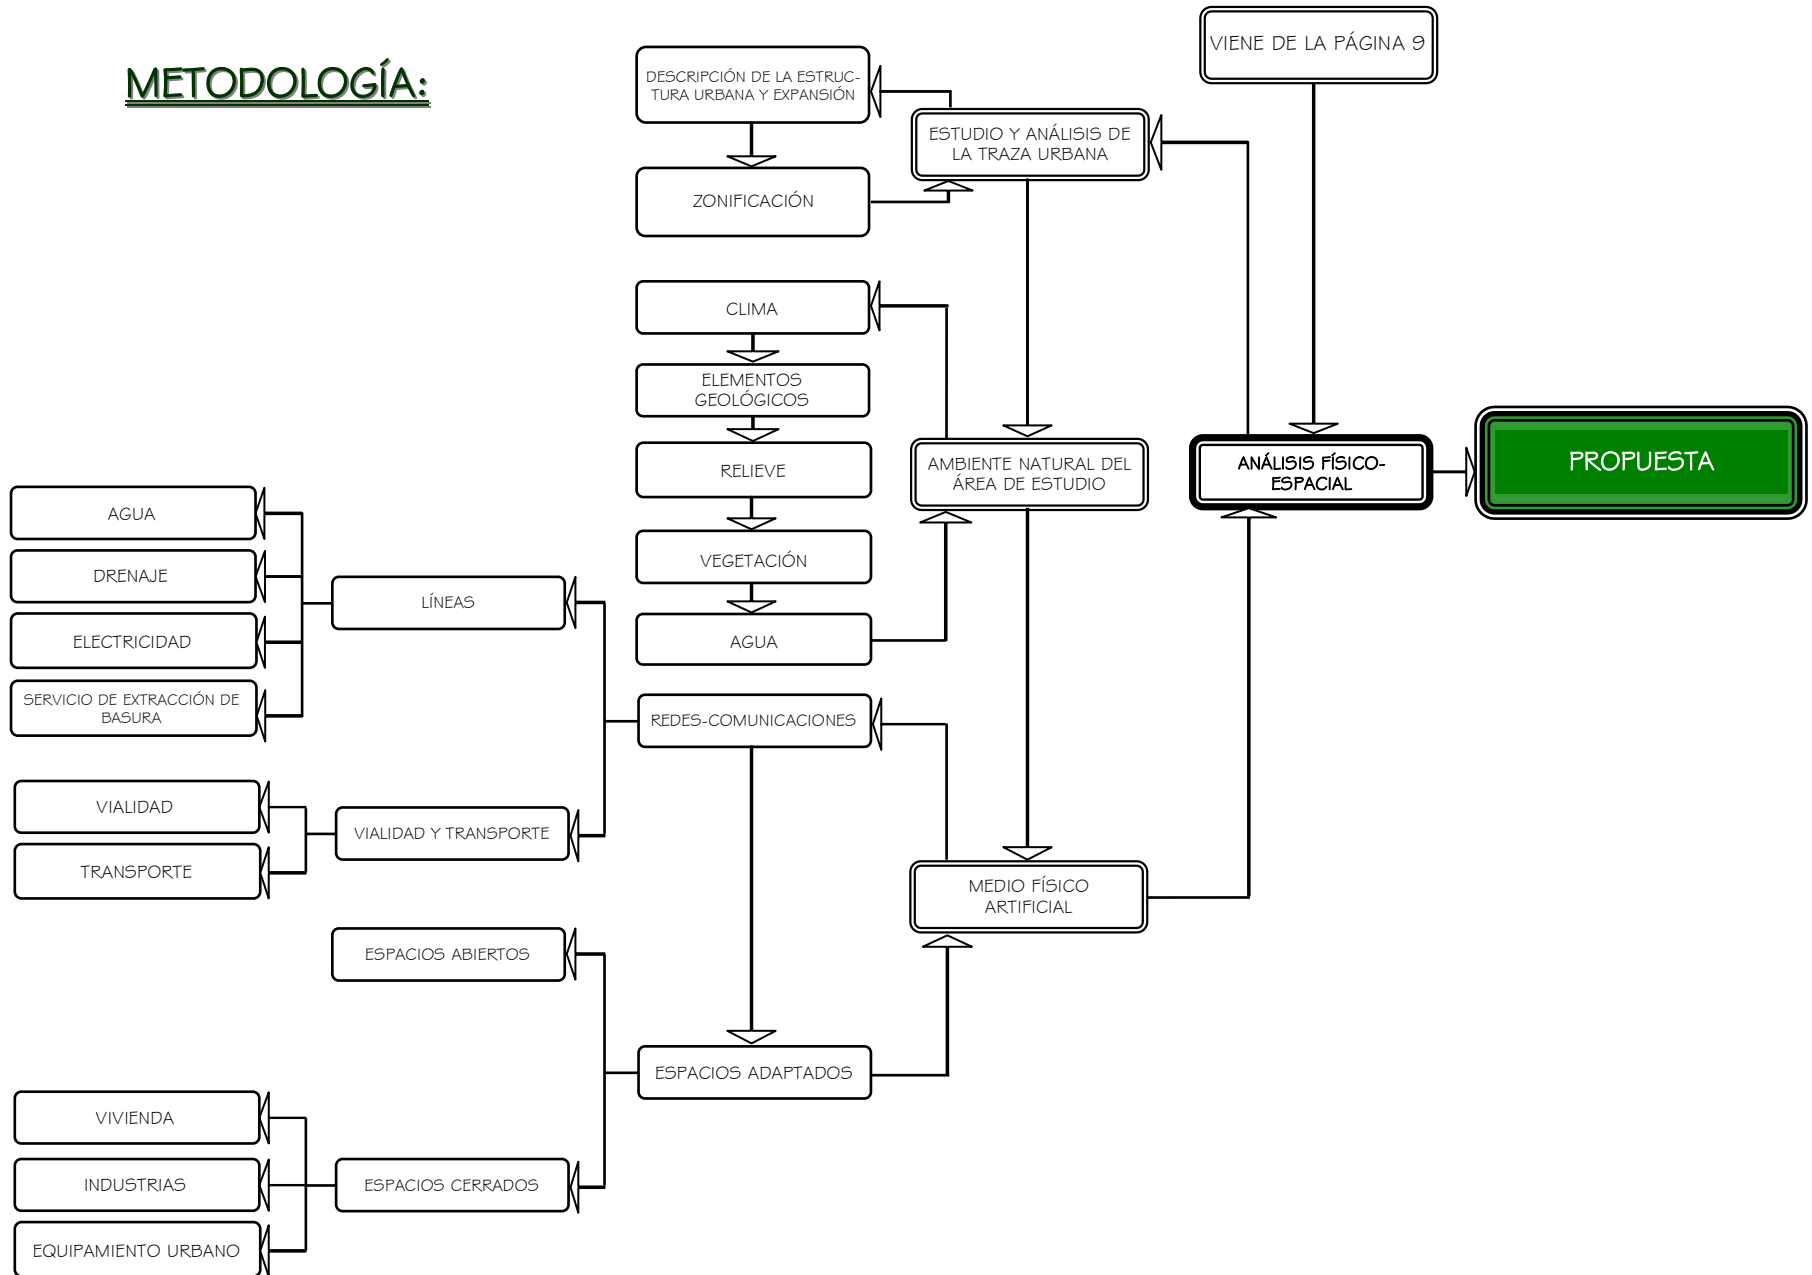 METODOLOGÍA:
VIENE DE LA PÁGINA 9
DESCRIPCIÓN DE LA ESTRUC-
TURA URBANA Y EXPANSIÓN
ESTUDIO Y ANÁLISIS DE
LA TRAZA URBANA
ZONIFICACIÓN
CLIMA
ELEMENTOS
GEOLÓGICOS
RELIEVE
VEGETACIÓN
AGUA
AMBIENTE NATURAL DEL
ÁREA DE ESTUDIO
ANÁLISIS FÍSICO-
ESPACIAL
PROPUESTA
AGUA
DRENAJE
ELECTRICIDAD
SERVICIO DE EXTRACCIÓN DE
BASURA
LÍNEAS
REDES-COMUNICACIONES
VIALIDAD
TRANSPORTE
VIALIDAD Y TRANSPORTE
MEDIO FÍSICO
ARTIFICIAL
ESPACIOS ABIERTOS
ESPACIOS ADAPTADOS
VIVIENDA
INDUSTRIAS
EQUIPAMIENTO URBANO
ESPACIOS CERRADOS